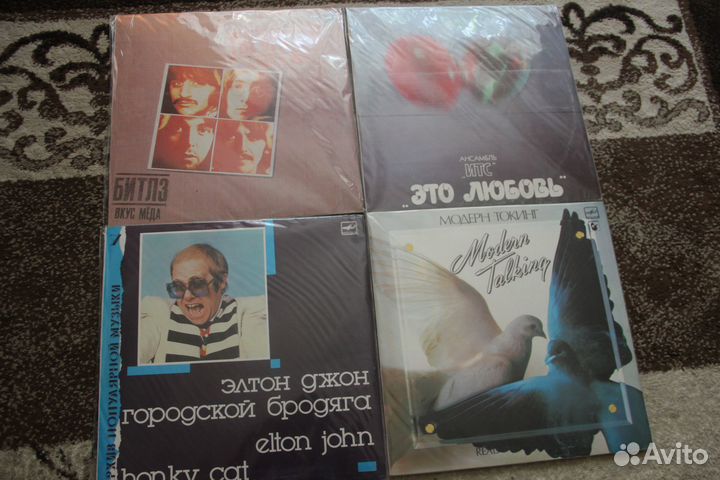 БИТЛЗ
ВКУС МЁДА
АНСАМБЛЬ
"ИТС"
"ЭТО ЛЮБОВЬ"
элтон джон
городской бродяга
elton john
honky cat
МОДЕРН ТОКИНГ
Modern
Talking
Avito